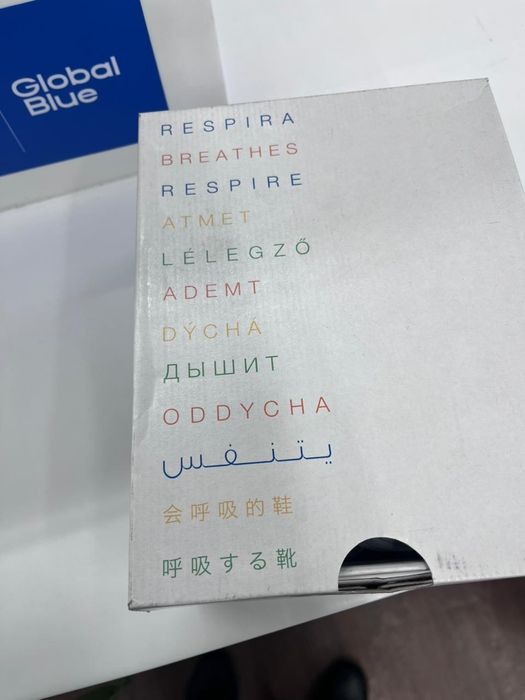 Global
Blue
RESPIRA
BREATHES
RESPIRE
ATMET
LÉLEGZŐ
ADEMT
DÝCHÁ
ДЫШИТ
ODDYCHA
يتنفس
会呼吸的鞋
呼吸する靴